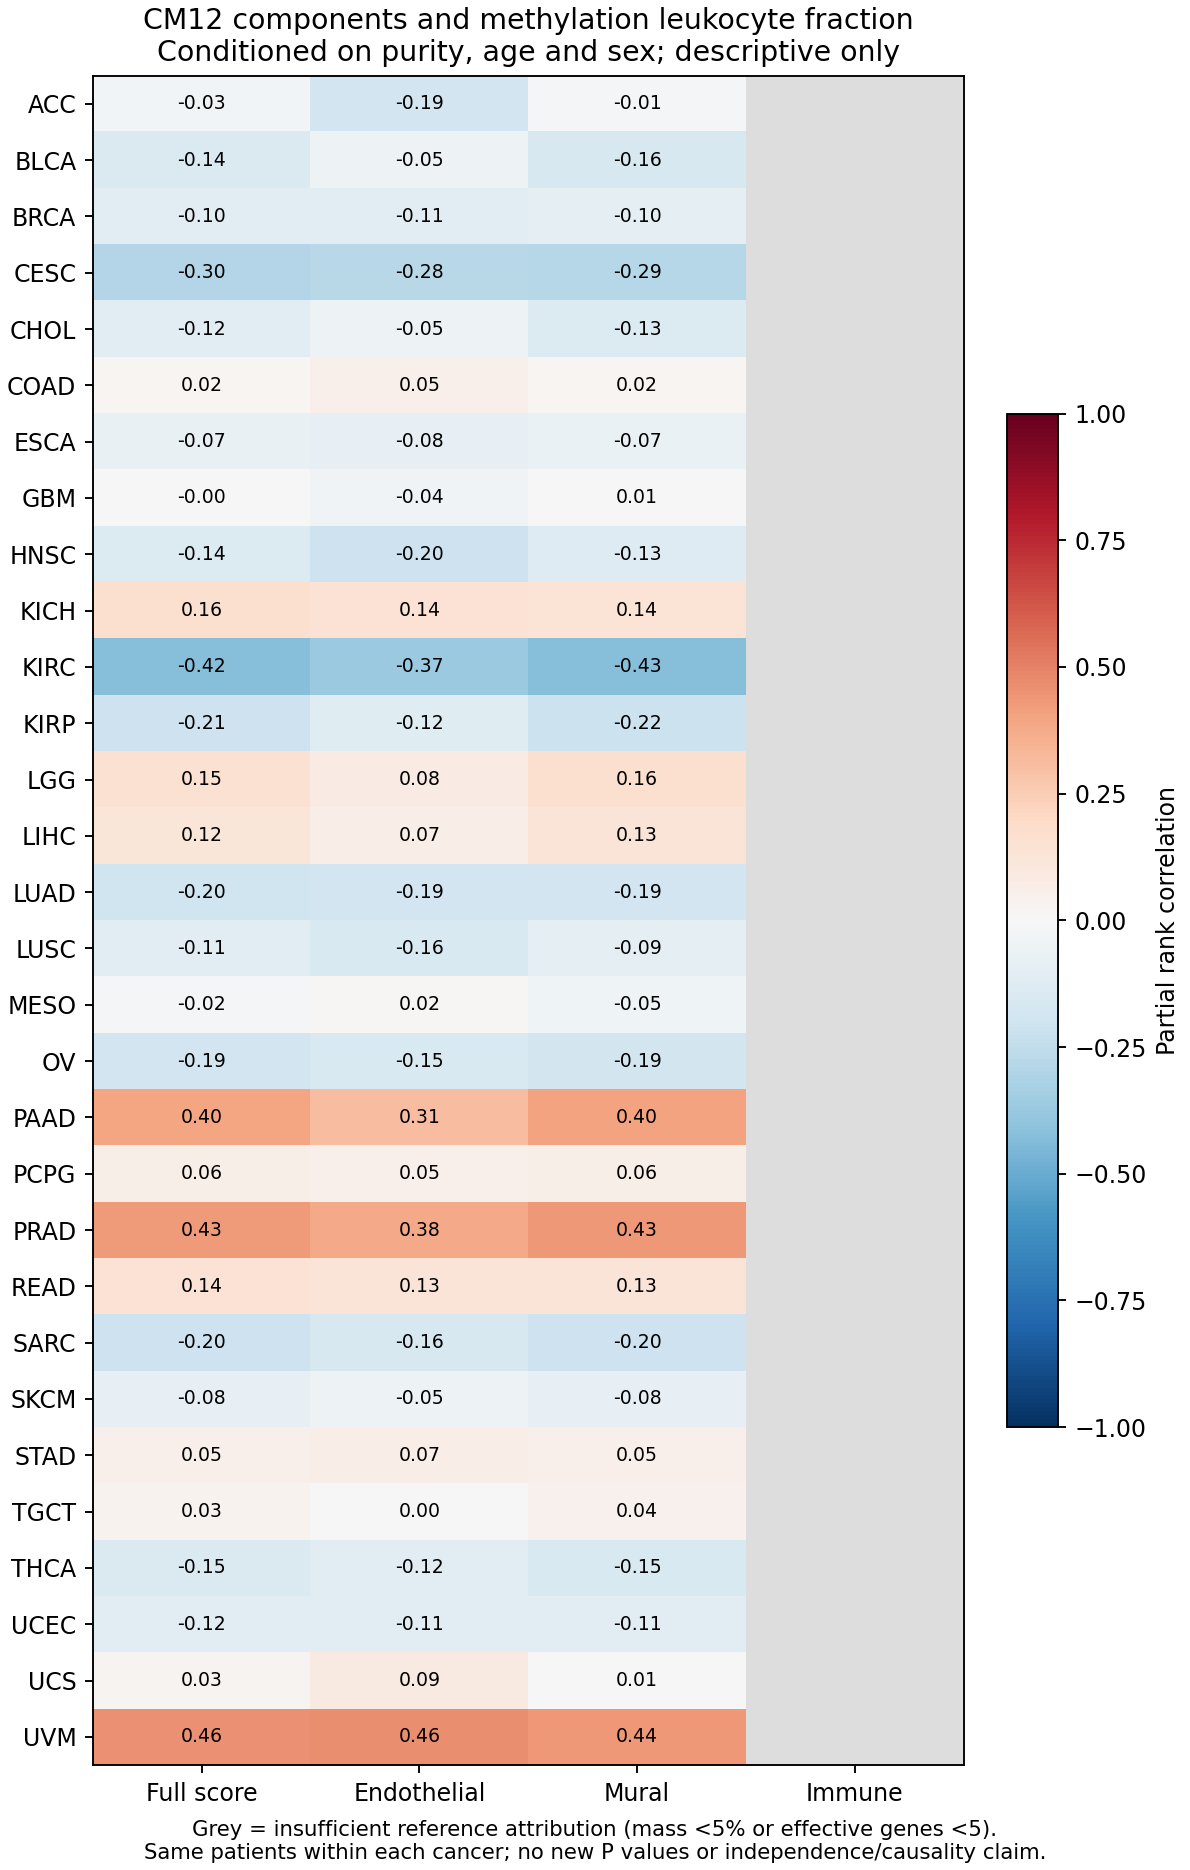 CM12 components and methylation leukocyte fraction
Conditioned on purity, age and sex; descriptive only
ACC -0.03 -0.19 -0.01
BLCA -0.14 -0.05 -0.16
BRCA -0.10 -0.11 -0.10
CESC -0.30 -0.28 -0.29
CHOL -0.12 -0.05 -0.13
COAD 0.02 0.05 0.02
ESCA -0.07 -0.08 -0.07
GBM -0.00 -0.04 0.01
HNSC -0.14 -0.20 -0.13
KICH 0.16 0.14 0.14
KIRC -0.42 -0.37 -0.43
KIRP -0.21 -0.12 -0.22
LGG 0.15 0.08 0.16
LIHC 0.12 0.07 0.13
LUAD -0.20 -0.19 -0.19
LUSC -0.11 -0.16 -0.09
MESO -0.02 0.02 -0.05
OV -0.19 -0.15 -0.19
PAAD 0.40 0.31 0.40
PCPG 0.06 0.05 0.06
PRAD 0.43 0.38 0.43
READ 0.14 0.13 0.13
SARC -0.20 -0.16 -0.20
SKCM -0.08 -0.05 -0.08
STAD 0.05 0.07 0.05
TGCT 0.03 0.00 0.04
THCA -0.15 -0.12 -0.15
UCEC -0.12 -0.11 -0.11
UCS 0.03 0.09 0.01
UVM 0.46 0.46 0.44
Full score Endothelial Mural Immune
Grey = insufficient reference attribution (mass <5% or effective genes <5).
Same patients within each cancer; no new P values or independence/causality claim.
1.00
0.75
0.50
0.25
0.00
−0.25
−0.50
−0.75
−1.00
Partial rank correlation